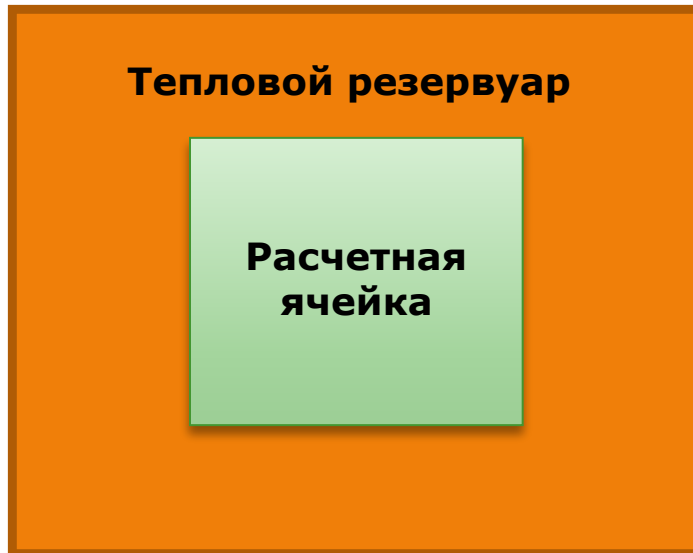 Тепловой резервуар
Расчетная
ячейка